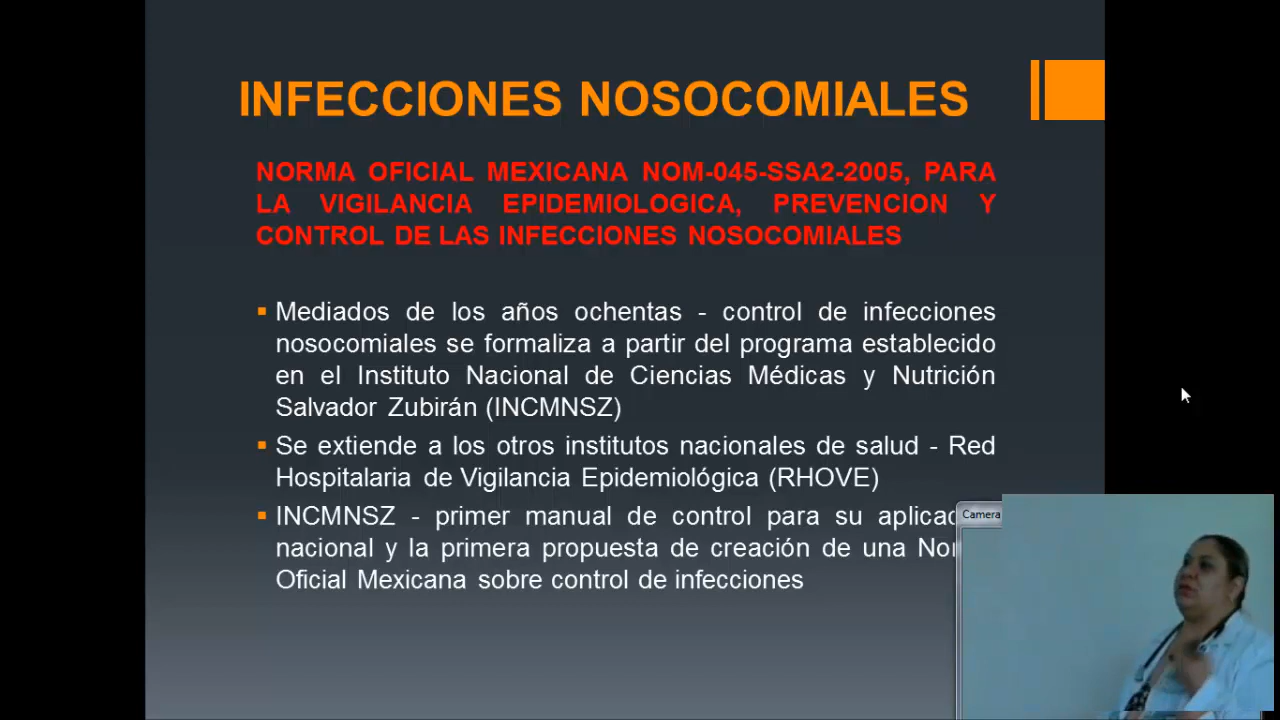 INFECCIONES NOSOCOMIALES
NORMA OFICIAL MEXICANA NOM-045-SSA2-2005, PARA
LA VIGILANCIA EPIDEMIOLOGICA, PREVENCION Y
CONTROL DE LAS INFECCIONES NOSOCOMIALES
Mediados de los años ochentas - control de infecciones
nosocomiales se formaliza a partir del programa establecido
en el Instituto Nacional de Ciencias Médicas y Nutrición
Salvador Zubirán (INCMNSZ)
Se extiende a los otros institutos nacionales de salud - Red
Hospitalaria de Vigilancia Epidemiológica (RHOVE)
INCMNSZ - primer manual de control para su
nacional y la primera propuesta de creación de una
Oficial Mexicana sobre control de infecciones
Camera